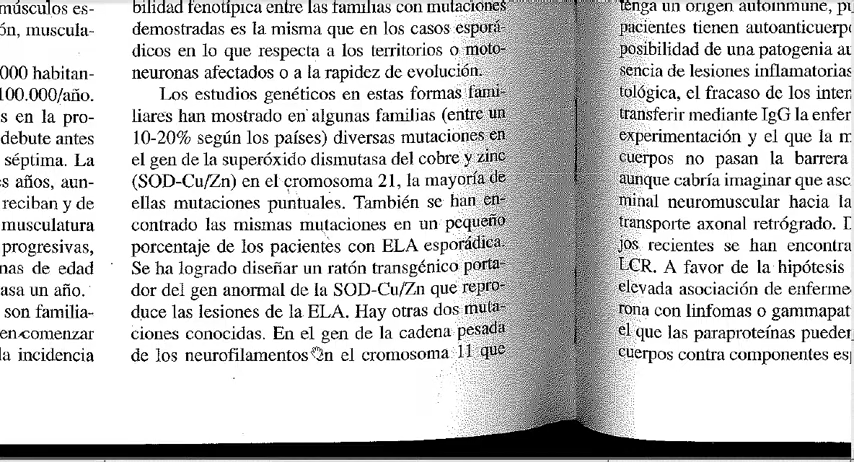 músculos es-
ón, muscula-
000 habitan-
100.000/año.
s en la pro-
debute antes
séptima. La
s años, aun-
reciban y de
musculatura
progresivas,
nas de edad
asa un año.
son familia-
en comenzar
la incidencia
bilidad fenotípica entre las familias con mutaciones
demostradas es la misma que en los casos esporá-
dicos en lo que respecta a los territorios o moto-
neuronas afectados o a la rapidez de evolución.
Los estudios genéticos en estas formas fami-
liares han mostrado en algunas familias (entre un
10-20% según los países) diversas mutaciones en
el gen de la superóxido dismutasa del cobre y zinc
(SOD-Cu/Zn) en el cromosoma 21, la mayoría de
ellas mutaciones puntuales. También se han en-
contrado las mismas mutaciones en un pequeño
porcentaje de los pacientes con ELA esporádica.
Se ha logrado diseñar un ratón transgénico porta-
dor del gen anormal de la SOD-Cu/Zn que repro-
duce las lesiones de la ELA. Hay otras dos muta-
ciones conocidas. En el gen de la cadena pesada
de los neurofilamentos en el cromosoma 11 que
tenga un origen autoinmune,
pacientes tienen autoanticuerp
posibilidad de una patogenia au
sencia de lesiones inflamatorias
tológica, el fracaso de los inten
transferir mediante IgG la enfer
experimentación y el que la m
cuerpos no pasan la barrera
aunque cabría imaginar que asc
minal neuromuscular hacia la
transporte axonal retrógrado. D
jos recientes se han encontra
LCR. A favor de la hipótesis
elevada asociación de enferme
rona con linfomas o gammapat
el que las paraproteínas pueden
cuerpos contra componentes es